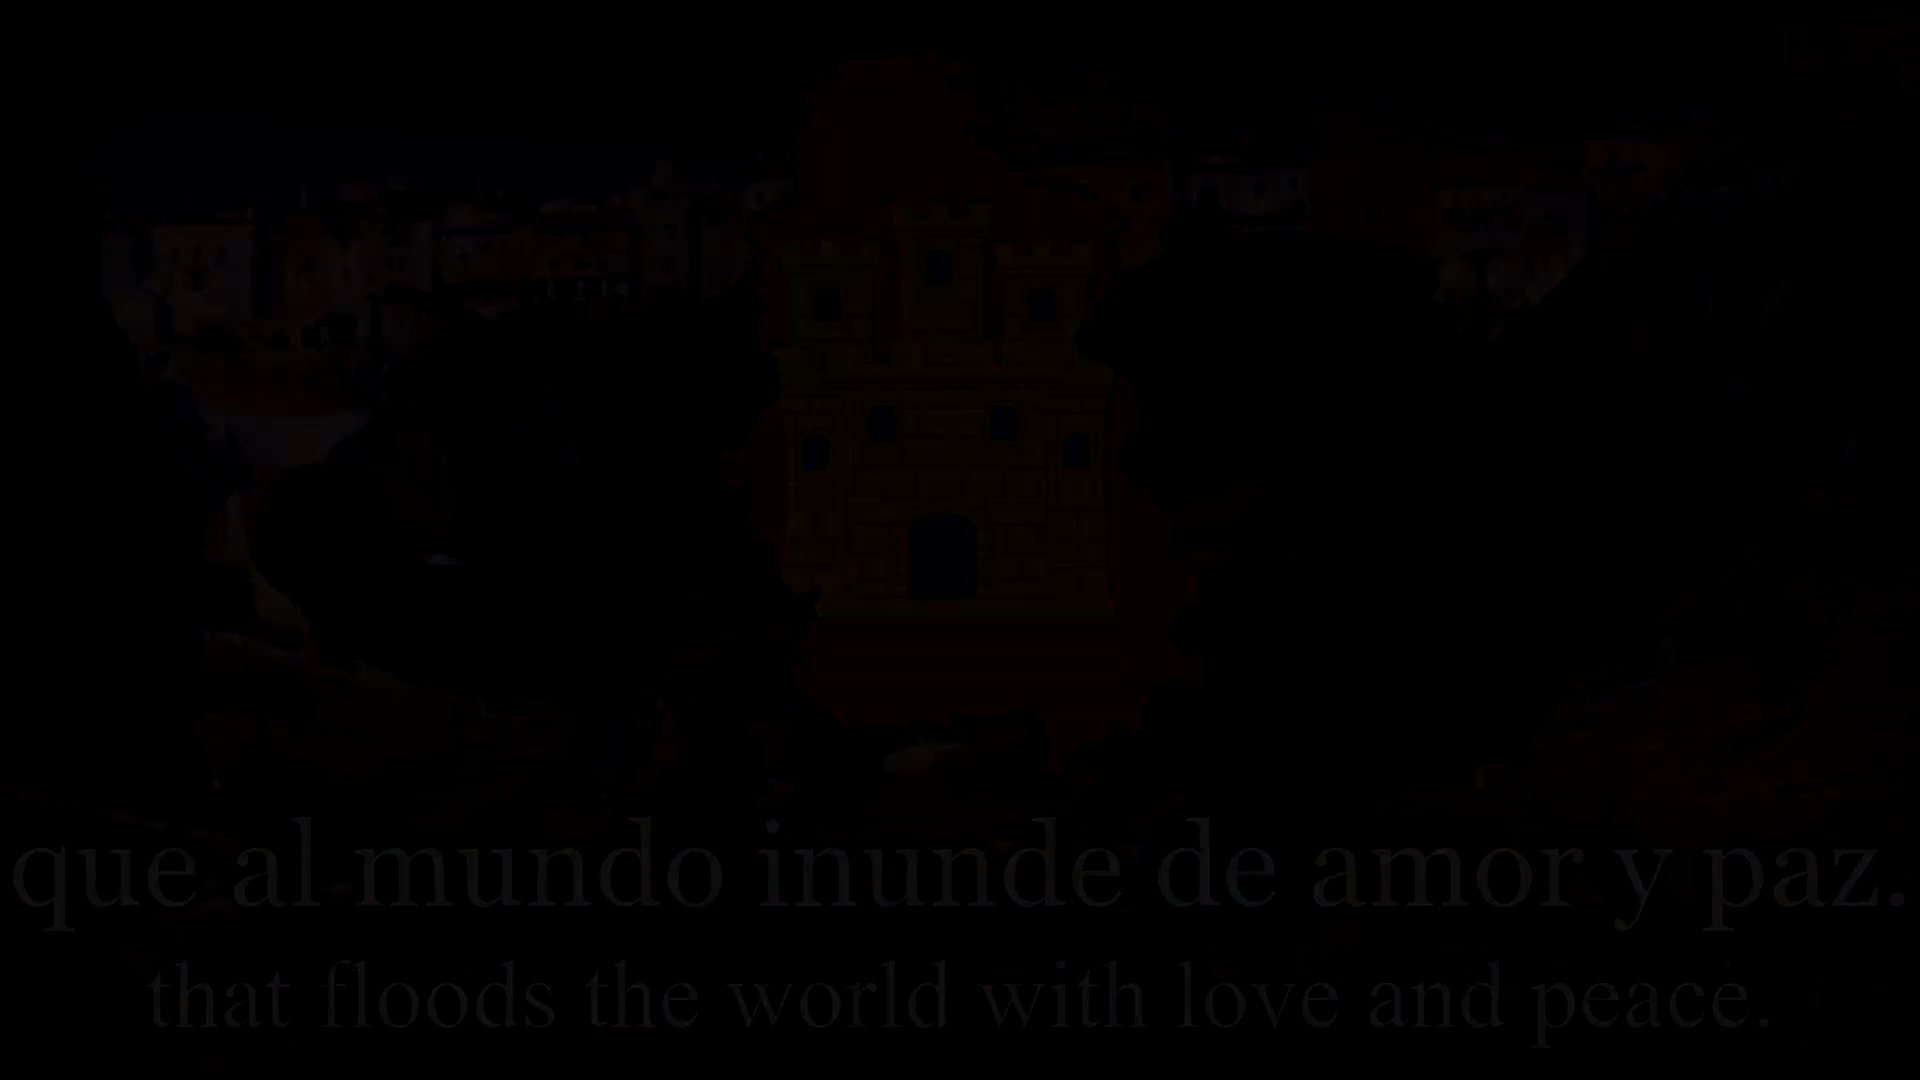 que al mundo inunde de amor y paz.
that floods the world with love and peace.